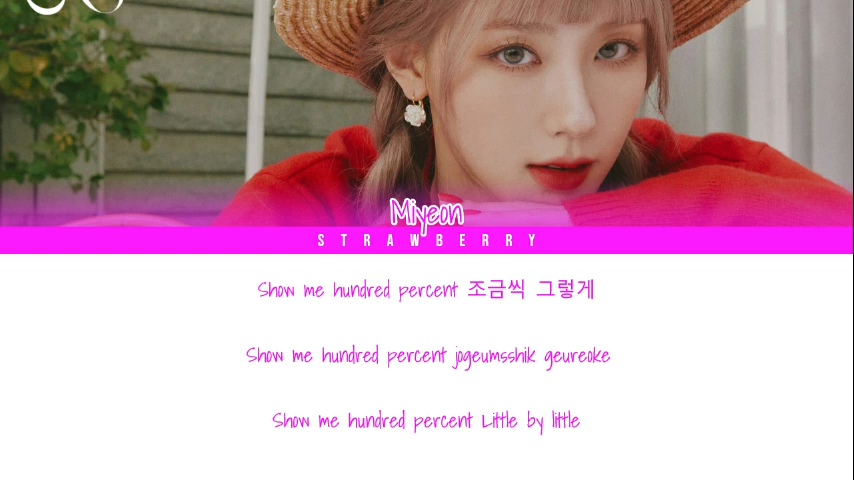 Miyeon
STRAWBERRY
Show me hundred percent 조금씩 그렇게
Show me hundred percent jogeumsshik geureoke
Show me hundred percent Little by little